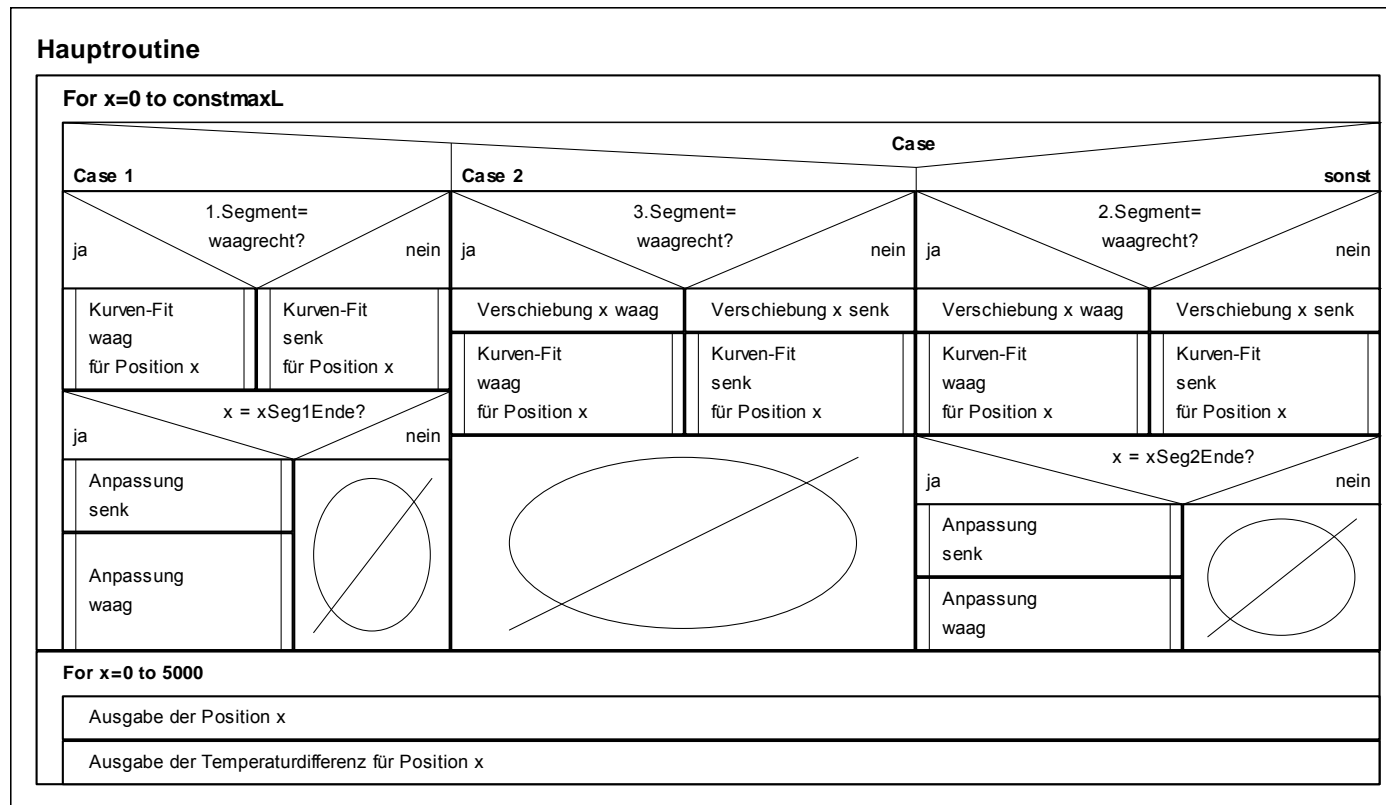 Hauptroutine
For x=0 to constmaxL
Case
Case 1
Case 2
sonst
1.Segment=
waagrecht?
ja
nein
3.Segment=
waagrecht?
ja
nein
2.Segment=
waagrecht?
ja
nein
Kurven-Fit
waag
für Position x
Kurven-Fit
senk
für Position x
Verschiebung x waag
Verschiebung x senk
Verschiebung x waag
Verschiebung x senk
Kurven-Fit
waag
für Position x
Kurven-Fit
senk
für Position x
Kurven-Fit
waag
für Position x
Kurven-Fit
senk
für Position x
x = xSeg1Ende?
ja
nein
x = xSeg2Ende?
ja
nein
Anpassung
senk
Anpassung
waag
Anpassung
senk
Anpassung
waag
For x=0 to 5000
Ausgabe der Position x
Ausgabe der Temperaturdifferenz für Position x